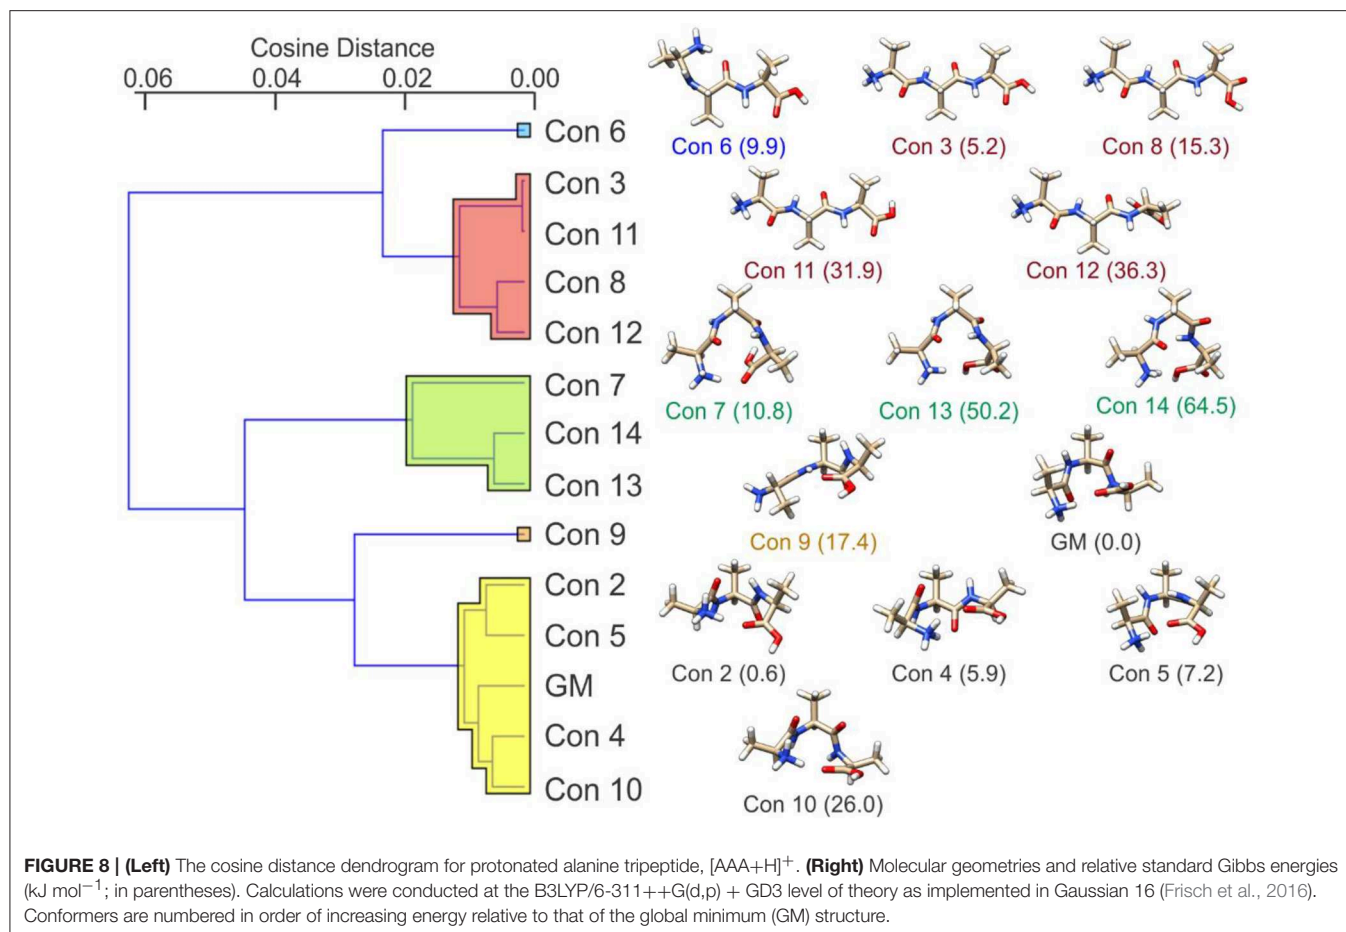 Cosine Distance
0.06 0.04 0.02 0.00
Con 6
Con 3
Con 11
Con 8
Con 12
Con 7
Con 14
Con 13
Con 9
Con 2
Con 5
GM
Con 4
Con 10
Con 6 (9.9) Con 3 (5.2) Con 8 (15.3)
Con 11 (31.9) Con 12 (36.3)
Con 7 (10.8) Con 13 (50.2) Con 14 (64.5)
Con 9 (17.4) GM (0.0)
Con 2 (0.6) Con 4 (5.9) Con 5 (7.2)
Con 10 (26.0)
FIGURE 8 | (Left) The cosine distance dendrogram for protonated alanine tripeptide, [AAA+H]⁺. (Right) Molecular geometries and relative standard Gibbs energies
(kJ mol⁻¹; in parentheses). Calculations were conducted at the B3LYP/6-311++G(d,p) + GD3 level of theory as implemented in Gaussian 16 (Frisch et al., 2016).
Conformers are numbered in order of increasing energy relative to that of the global minimum (GM) structure.